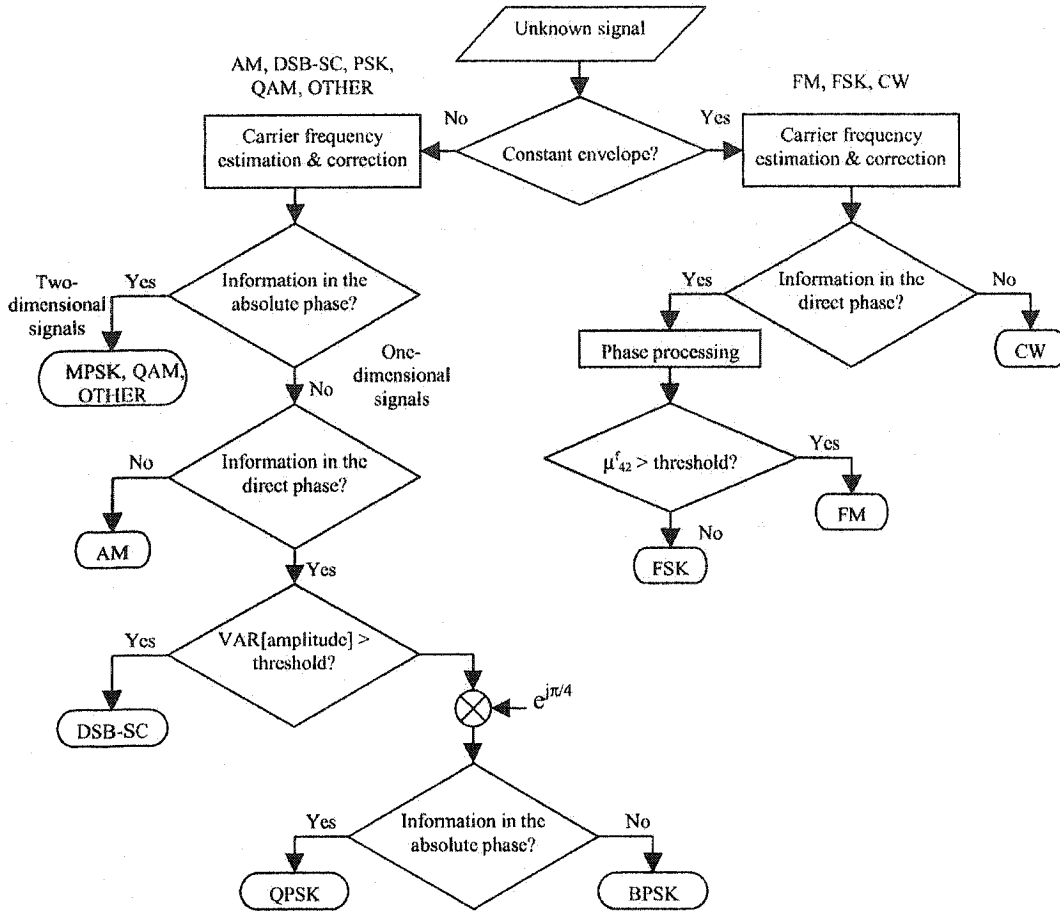 Unknown signal
AM, DSB-SC, PSK,
QAM, OTHER
FM, FSK, CW
No
Yes
Carrier frequency
estimation & correction
Constant envelope?
Carrier frequency
estimation & correction
Two-
dimensional
signals
Yes
Information in the
absolute phase?
Yes
Information in the
direct phase?
No
MPSK, QAM,
OTHER
One-
dimensional
signals
No
Phase processing
CW
No
Information in the
direct phase?
μ^f_42 > threshold?
Yes
AM
FM
No
FSK
Yes
Yes
VAR[amplitude] >
threshold?
e^jπ/4
DSB-SC
Yes
Information in the
absolute phase?
No
QPSK
BPSK